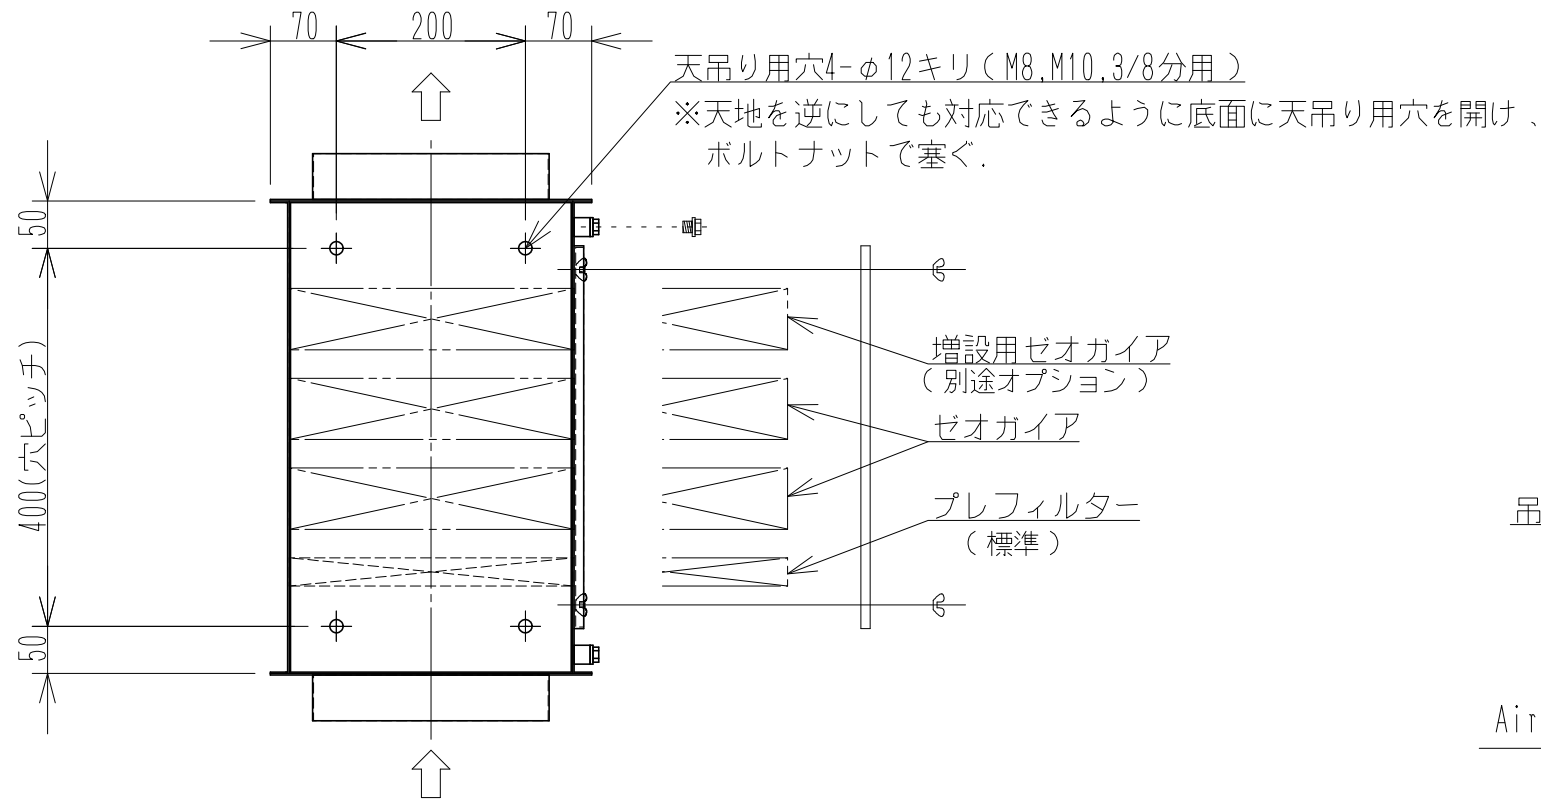 70
200
70
天吊り用穴4-φ12キリ(M8,M10,3/8分用)
※天地を逆にしても対応できるように底面に天吊り用穴を開け、
ボルトナットで塞ぐ.
50
400(穴ピッチ)
50
増設用ゼオガイア
(別途オプション)
ゼオガイア
プレフィルター
(標準)
吊
Air